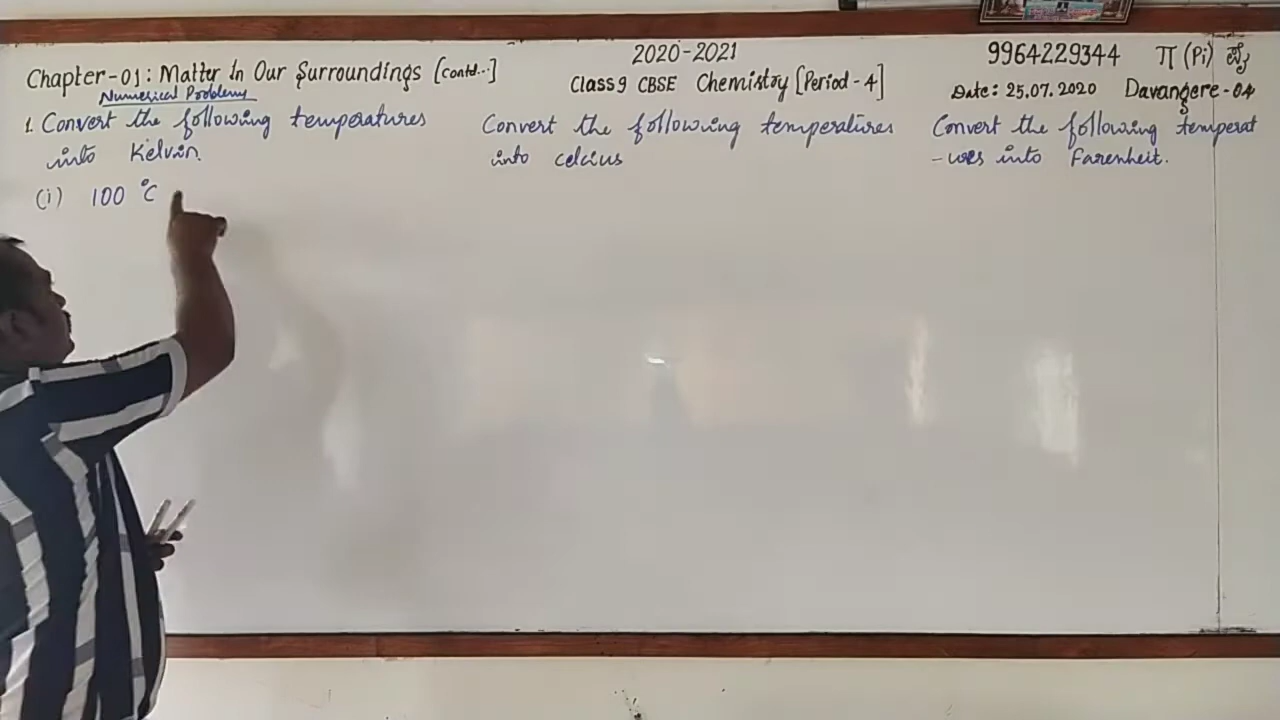 Chapter-01: Matter In Our Surroundings [Contd...]
2020-2021
Class 9 CBSE Chemistry [Period-4]
9964229344 π (Pi)
Date: 25.07.2020 Davangere-04
Numerical Problems
1. Convert the following temperatures
into Kelvin.
(i) 100 °C
Convert the following temperatures
into celcius
Convert the following temperat
-ures into Farenheit.